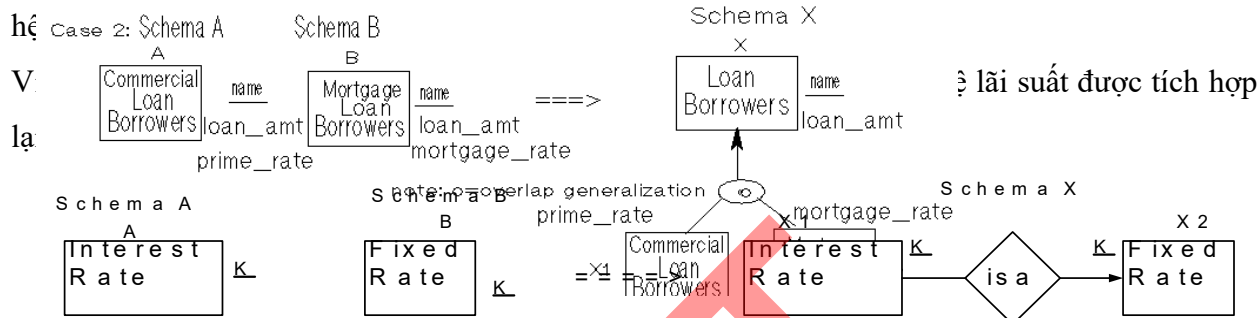 hệ
Case 2: Schema A Schema B Schema X
A B X
Commercial Loan Borrowers
name
loan_amt
prime_rate
Mortgage Loan Borrowers
name
loan_amt
mortgage_rate
===>
Loan Borrowers
name
loan_amt
lãi suất được tích hợp
note: o=overlap generalization
o
prime_rate
mortgage_rate
X1
Commercial Loan Borrowers
Schema A Schema B Schema X
A B X1 X2
Interest Rate
K
Fixed Rate
K
Interest Rate
K
is a
K
Fixed Rate